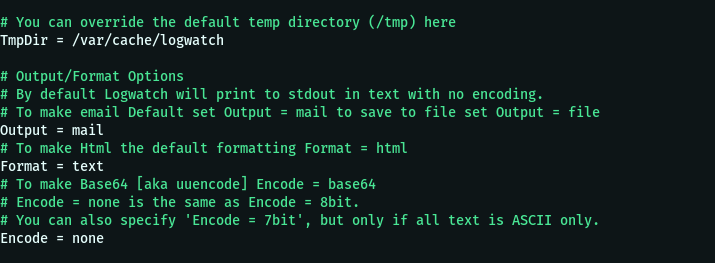 # You can override the default temp directory (/tmp) here
TmpDir = /var/cache/logwatch
# Output/Format Options
# By default Logwatch will print to stdout in text with no encoding.
# To make email Default set Output = mail to save to file set Output = file
Output = mail
# To make Html the default formatting Format = html
Format = text
# To make Base64 [aka uuencode] Encode = base64
# Encode = none is the same as Encode = 8bit.
# You can also specify 'Encode = 7bit', but only if all text is ASCII only.
Encode = none